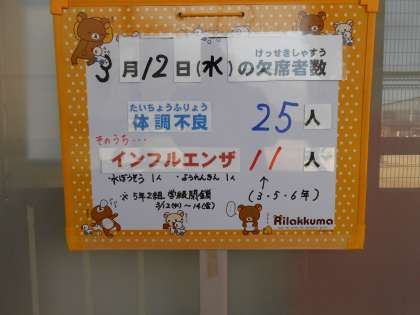 けっせきしゃすう
3月12日(水)の欠席者数
たいちょうふりょう
体調不良 25人
そのうち・・・
インフルエンザ 11人
・水ぼうそう 1人 ・ようれんきん 1人
↑
(3・5・6年)
※ 5年2組 学級閉鎖
3/12(水)〜14(金)
Rilakkuma